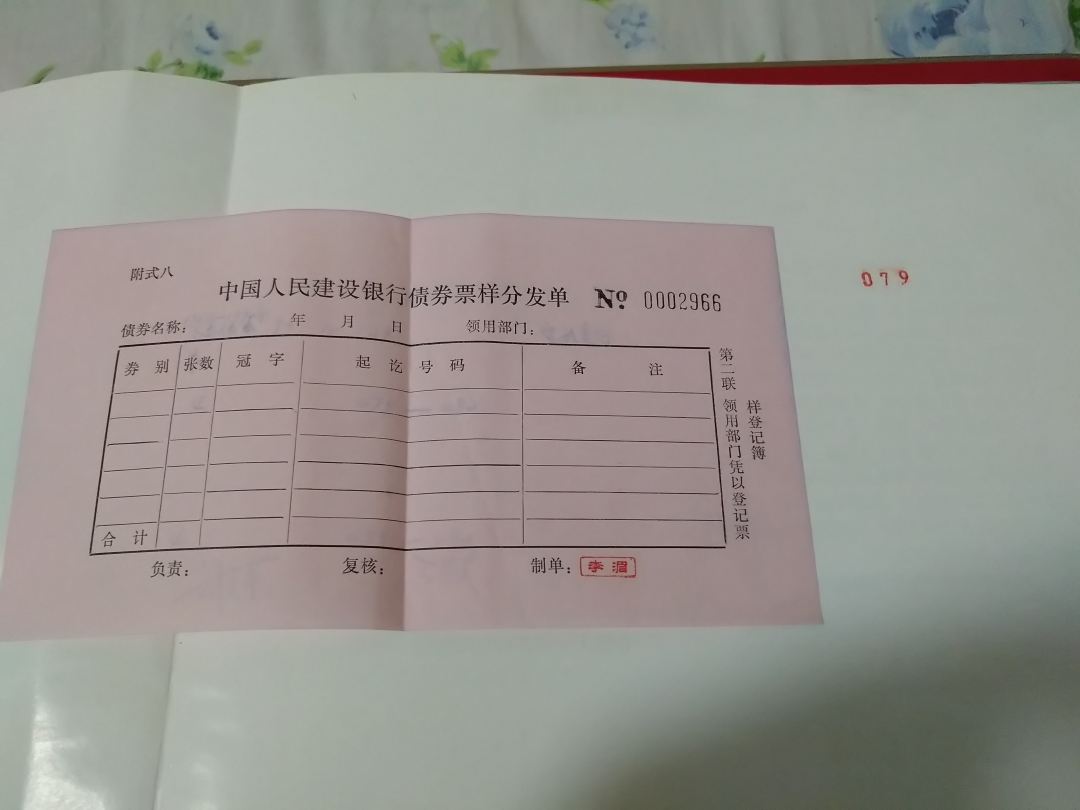 附式八
中国人民建设银行债券票样分发单 № 0002966
079
债券名称： 年 月 日 领用部门：
券 别 张数 冠 字 起 讫 号 码 备 注
合 计
第二联 领用部门凭以登记票
样登记簿
负责： 复核： 制单：